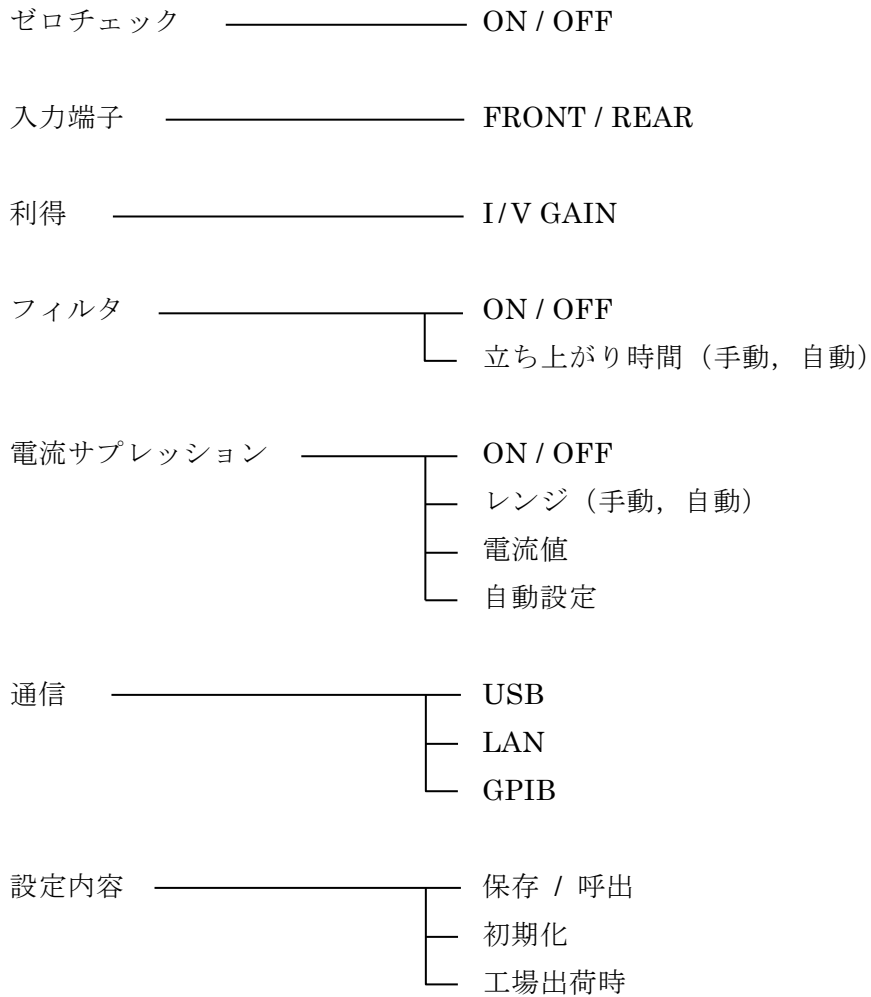 ゼロチェック ON / OFF
入力端子 FRONT / REAR
利得 I/V GAIN
フィルタ ON / OFF
立ち上がり時間（手動，自動）
電流サプレッション ON / OFF
レンジ（手動，自動）
電流値
自動設定
通信 USB
LAN
GPIB
設定内容 保存 / 呼出
初期化
工場出荷時